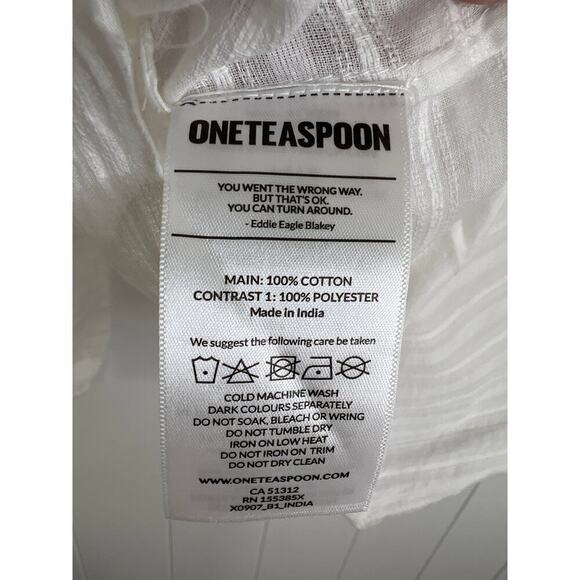 ONETEASPOON
YOU WENT THE WRONG WAY.
BUT THAT'S OK.
YOU CAN TURN AROUND.
- Eddie Eagle Blakey
MAIN: 100% COTTON
CONTRAST 1: 100% POLYESTER
Made in India
We suggest the following care be taken
COLD MACHINE WASH
DARK COLOURS SEPARATELY
DO NOT SOAK, BLEACH OR WRING
DO NOT TUMBLE DRY
IRON ON LOW HEAT
DO NOT IRON ON TRIM
DO NOT DRY CLEAN
WWW.ONETEASPOON.COM
CA 51312
RN 155385X
X0907_B1_INDIA